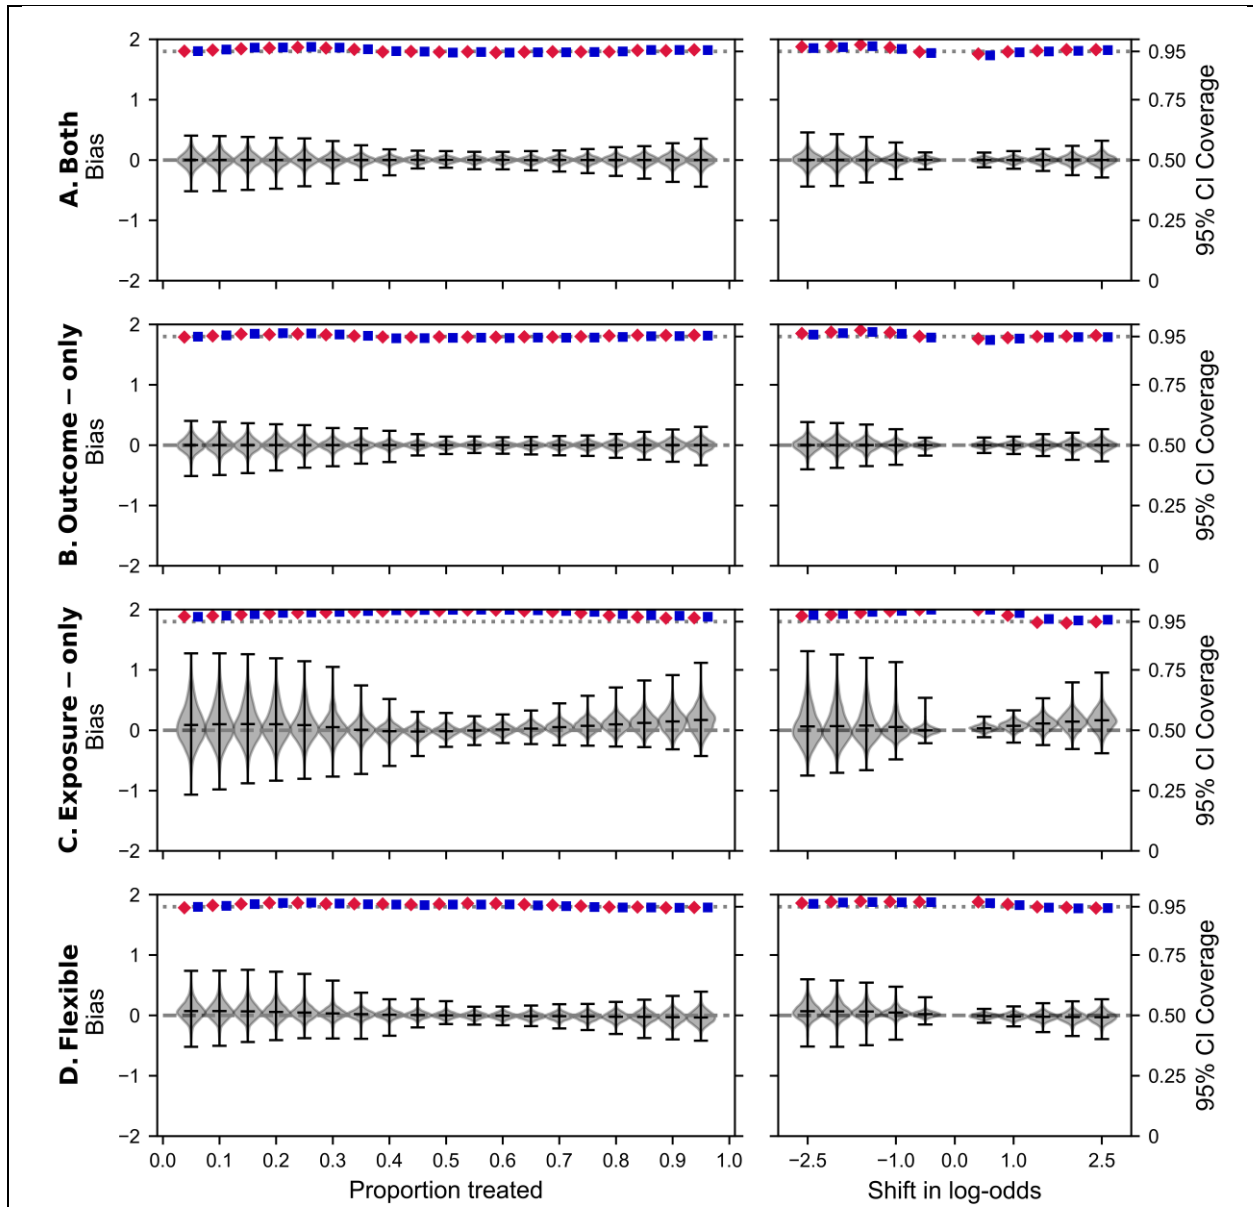 A. Both
Bias
2
1
0
−1
−2
0.95
0.75
0.50
0.25
0
95% CI Coverage
B. Outcome − only
Bias
2
1
0
−1
−2
0.95
0.75
0.50
0.25
0
95% CI Coverage
C. Exposure − only
Bias
2
1
0
−1
−2
0.95
0.75
0.50
0.25
0
95% CI Coverage
D. Flexible
Bias
2
1
0
−1
−2
0.95
0.75
0.50
0.25
0
95% CI Coverage
0.0 0.1 0.2 0.3 0.4 0.5 0.6 0.7 0.8 0.9 1.0
Proportion treated
−2.5 −1.0 0.0 1.0 2.5
Shift in log-odds